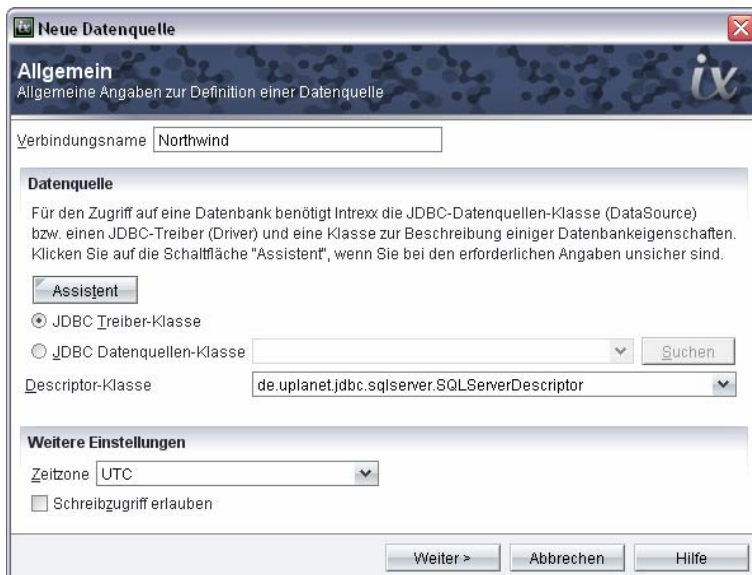 ix Neue Datenquelle
Allgemein
Allgemeine Angaben zur Definition einer Datenquelle
ix
Verbindungsname Northwind
Datenquelle
Für den Zugriff auf eine Datenbank benötigt Intrexx die JDBC-Datenquellen-Klasse (DataSource)
bzw. einen JDBC-Treiber (Driver) und eine Klasse zur Beschreibung einiger Datenbankeigenschaften.
Klicken Sie auf die Schaltfläche "Assistent", wenn Sie bei den erforderlichen Angaben unsicher sind.
Assistent
JDBC Treiber-Klasse
JDBC Datenquellen-Klasse Suchen
Descriptor-Klasse de.uplanet.jdbc.sqlserver.SQLServerDescriptor
Weitere Einstellungen
Zeitzone UTC
Schreibzugriff erlauben
Weiter > Abbrechen Hilfe